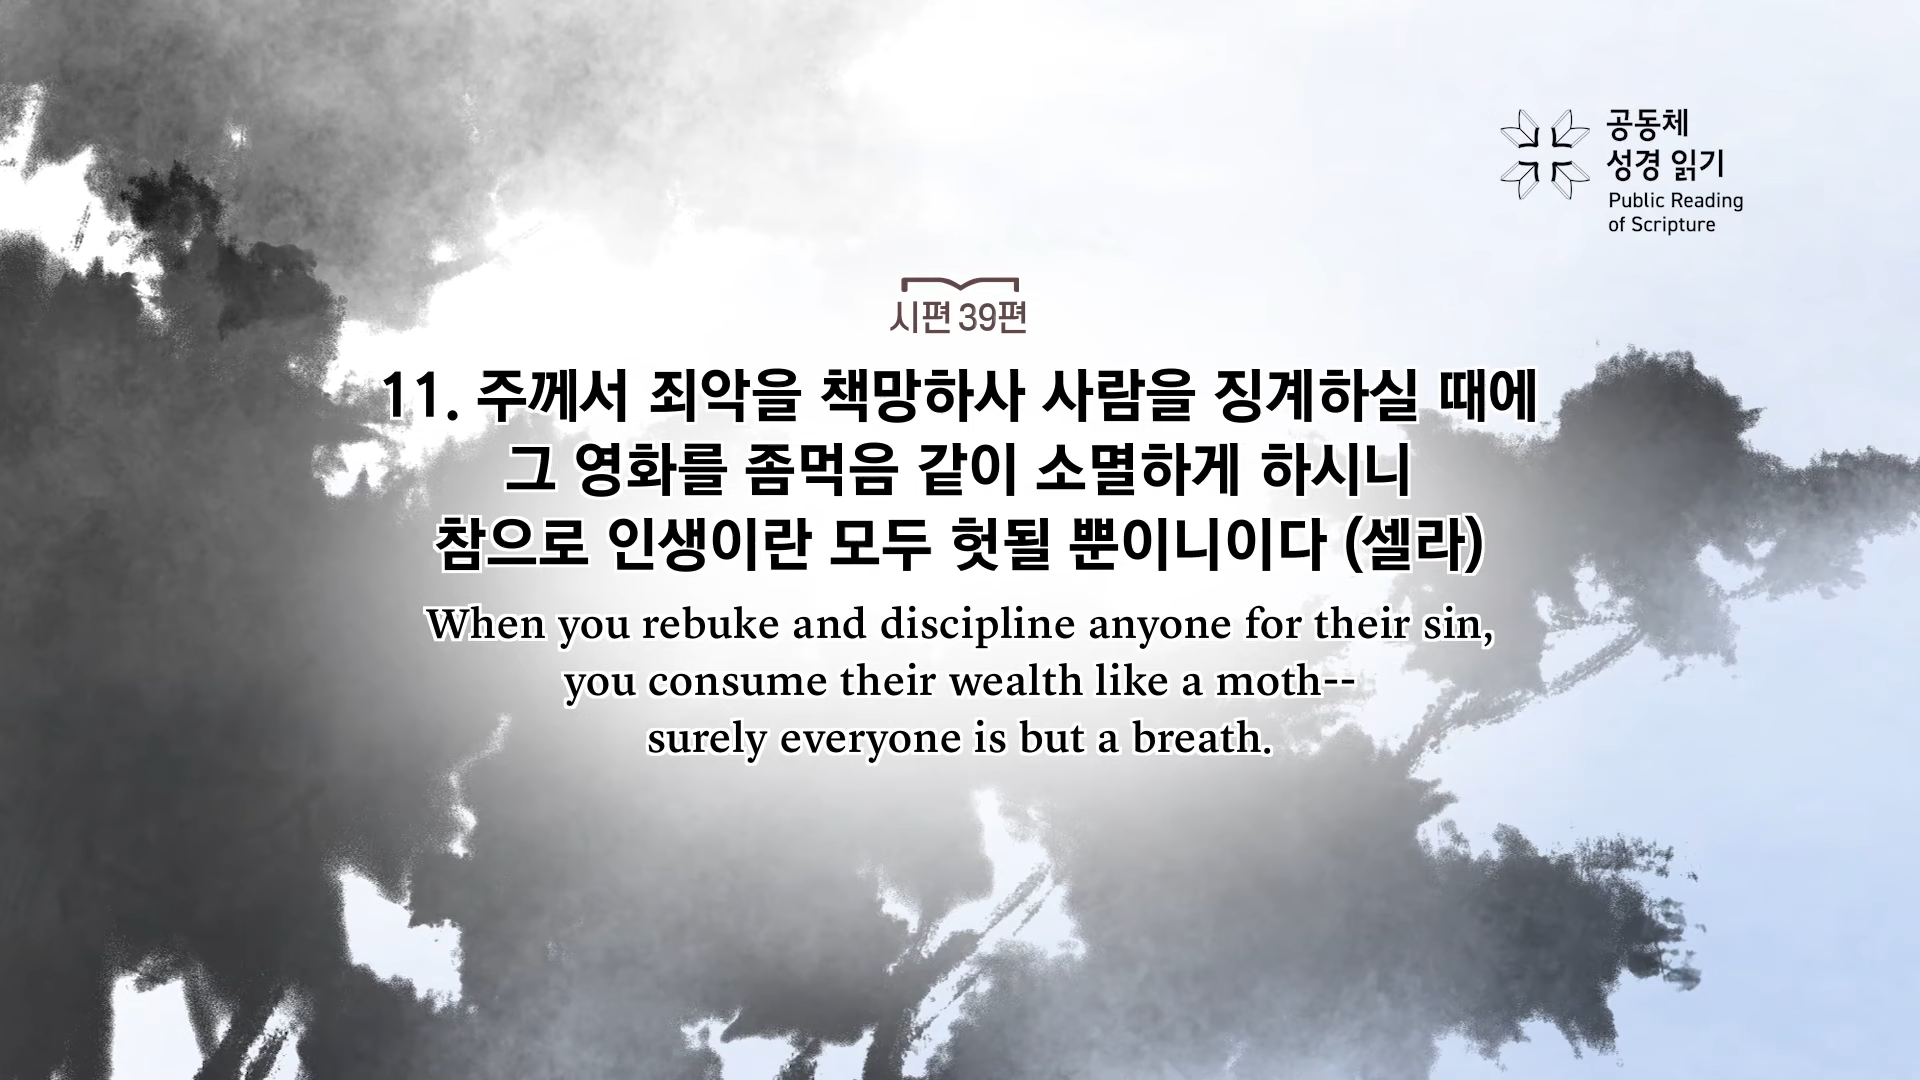 공동체
성경 읽기
Public Reading
of Scripture
시편 39편
11. 주께서 죄악을 책망하사 사람을 징계하실 때에
그 영화를 좀먹음 같이 소멸하게 하시니
참으로 인생이란 모두 헛될 뿐이니이다 (셀라)
When you rebuke and discipline anyone for their sin,
you consume their wealth like a moth--
surely everyone is but a breath.